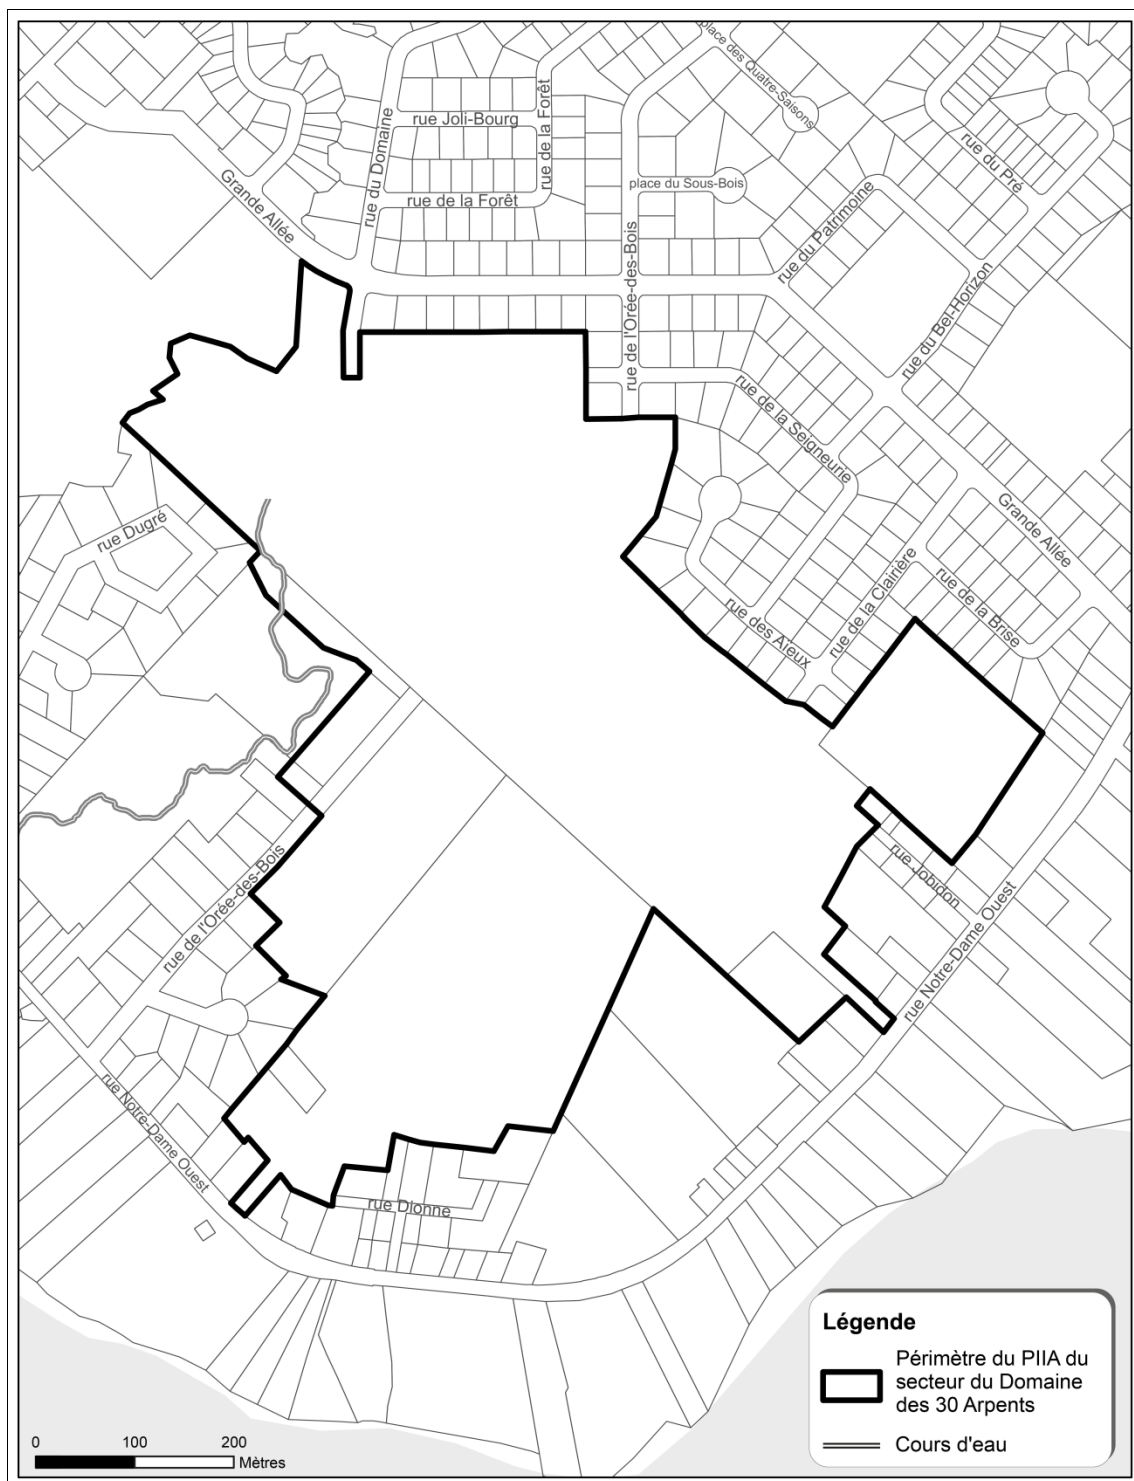 place des Quatre-Saisons
rue Joli-Bourg
rue du Domaine
rue de la Forêt
rue du Pré
Grande Allée
rue de la Forêt
place du Sous-Bois
rue du Patrimoine
rue de l'Orée-des-Bois
rue du Bel-Horizon
rue de la Seigneurie
Grande Allée
rue Dugré
rue de la Clairière
rue de la Brise
rue des Aïeux
rue Jobidon
rue de l'Orée-des-Bois
rue Notre-Dame Ouest
rue Notre-Dame Ouest
rue Dionne
Légende
Périmètre du PIIA du
secteur du Domaine
des 30 Arpents
Cours d'eau
0 100 200
Mètres